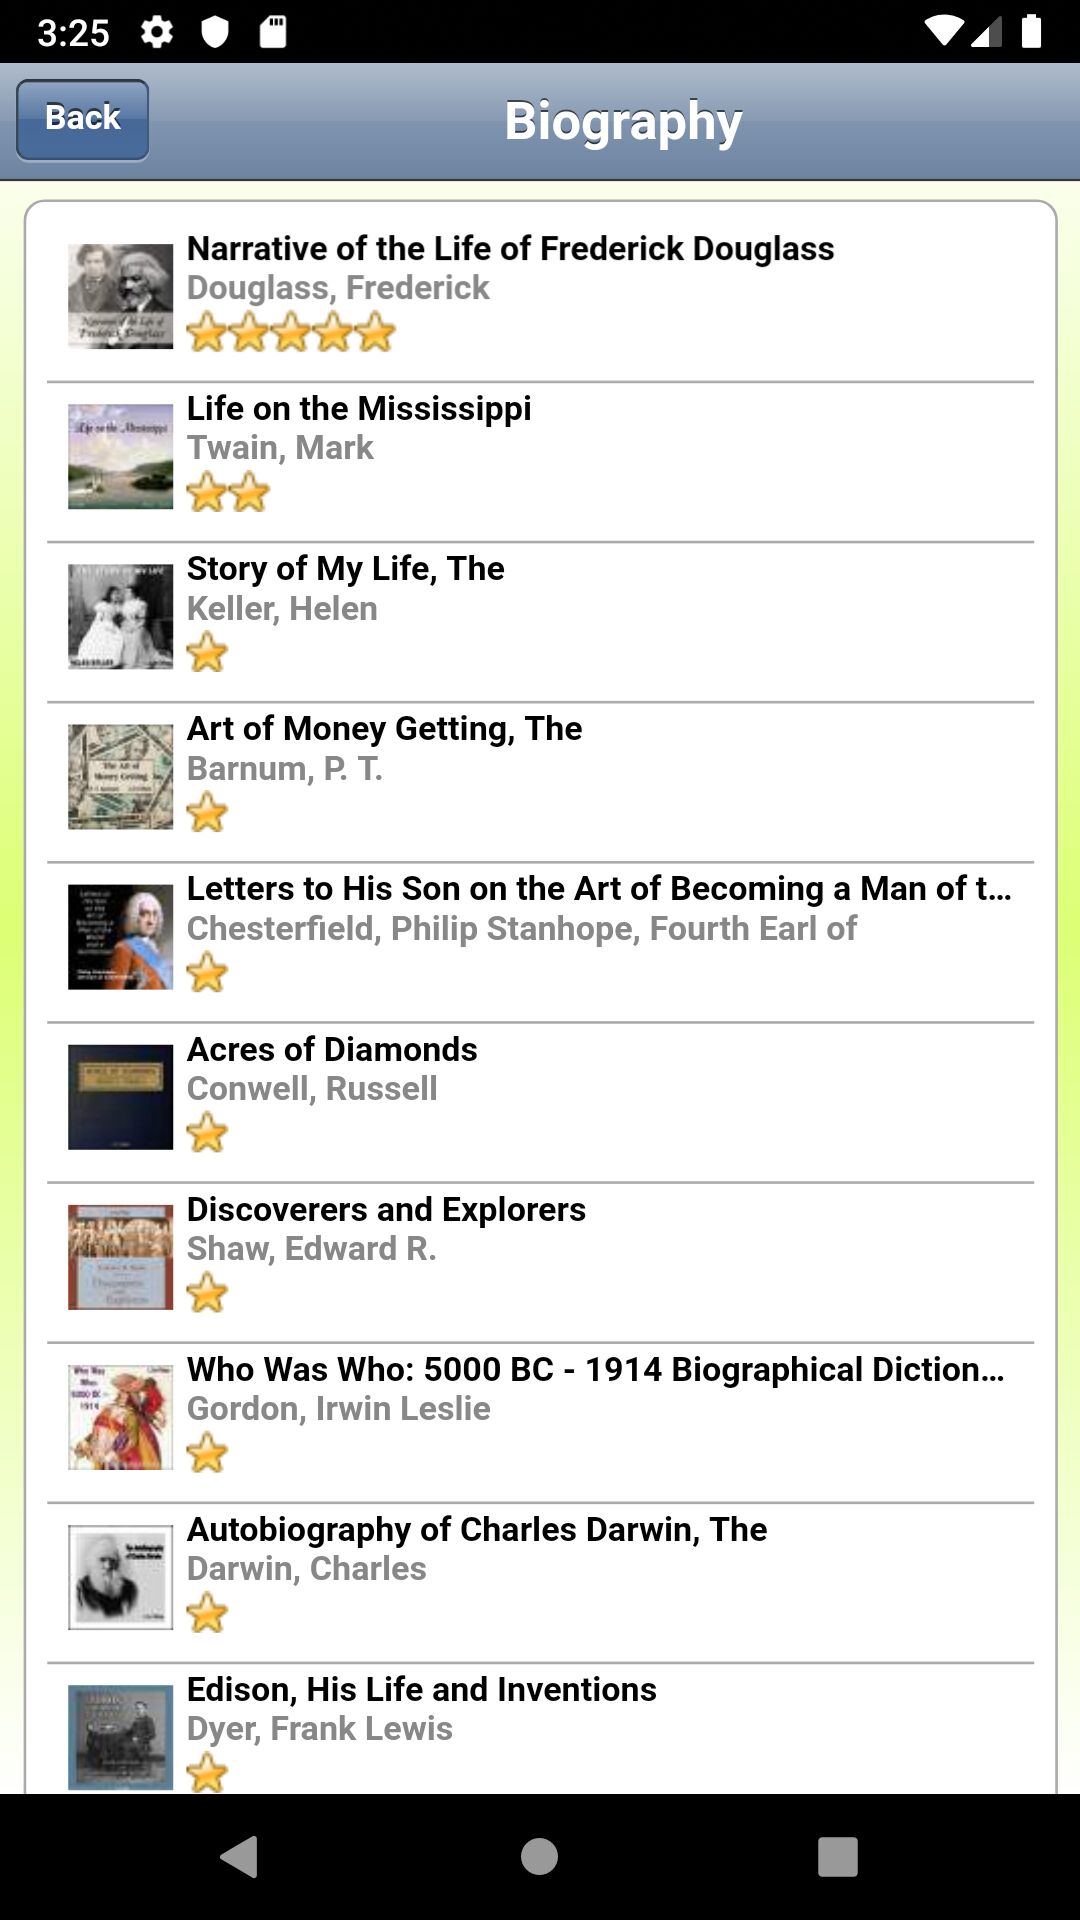 3:25
Back
Biography
Narrative of the Life of Frederick Douglass
Douglass, Frederick
Life on the Mississippi
Twain, Mark
Story of My Life, The
Keller, Helen
Art of Money Getting, The
Barnum, P. T.
Letters to His Son on the Art of Becoming a Man of t...
Chesterfield, Philip Stanhope, Fourth Earl of
Acres of Diamonds
Conwell, Russell
Discoverers and Explorers
Shaw, Edward R.
Who Was Who: 5000 BC - 1914 Biographical Diction...
Gordon, Irwin Leslie
Autobiography of Charles Darwin, The
Darwin, Charles
Edison, His Life and Inventions
Dyer, Frank Lewis